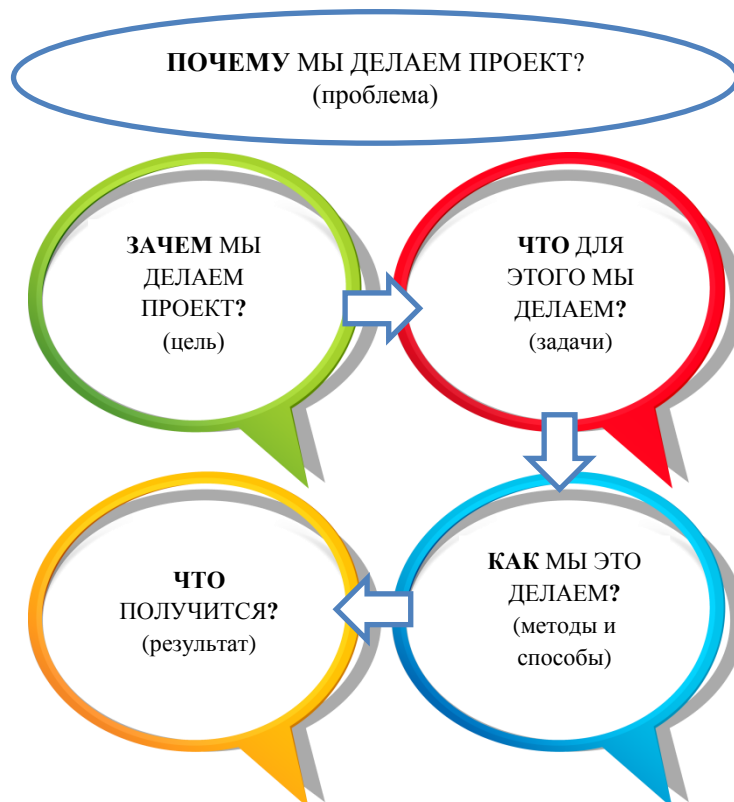 ПОЧЕМУ МЫ ДЕЛАЕМ ПРОЕКТ?
(проблема)
ЗАЧЕМ МЫ
ДЕЛАЕМ
ПРОЕКТ?
(цель)
ЧТО ДЛЯ
ЭТОГО МЫ
ДЕЛАЕМ?
(задачи)
КАК МЫ ЭТО
ДЕЛАЕМ?
(методы и
способы)
ЧТО
ПОЛУЧИТСЯ?
(результат)